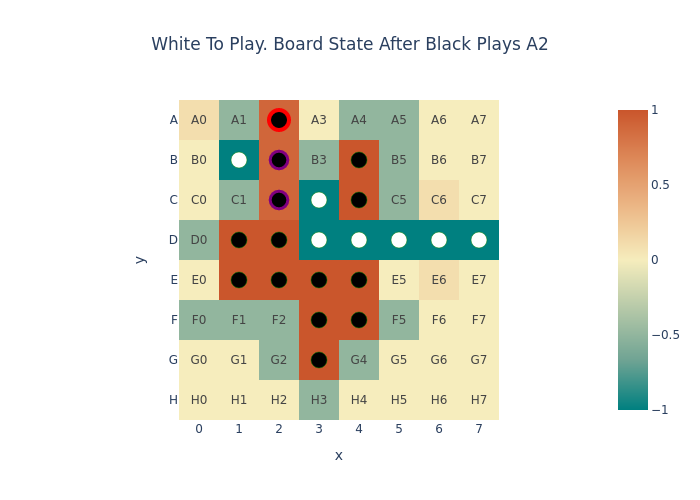 White To Play. Board State After Black Plays A2
A A0 A1 A3 A4 A5 A6 A7
B B0 B3 B5 B6 B7
C C0 C1 C5 C6 C7
D D0
E E0 E5 E6 E7
F F0 F1 F2 F5 F6 F7
G G0 G1 G2 G4 G5 G6 G7
H H0 H1 H2 H3 H4 H5 H6 H7
0 1 2 3 4 5 6 7
x
y
1
0.5
0
−0.5
−1